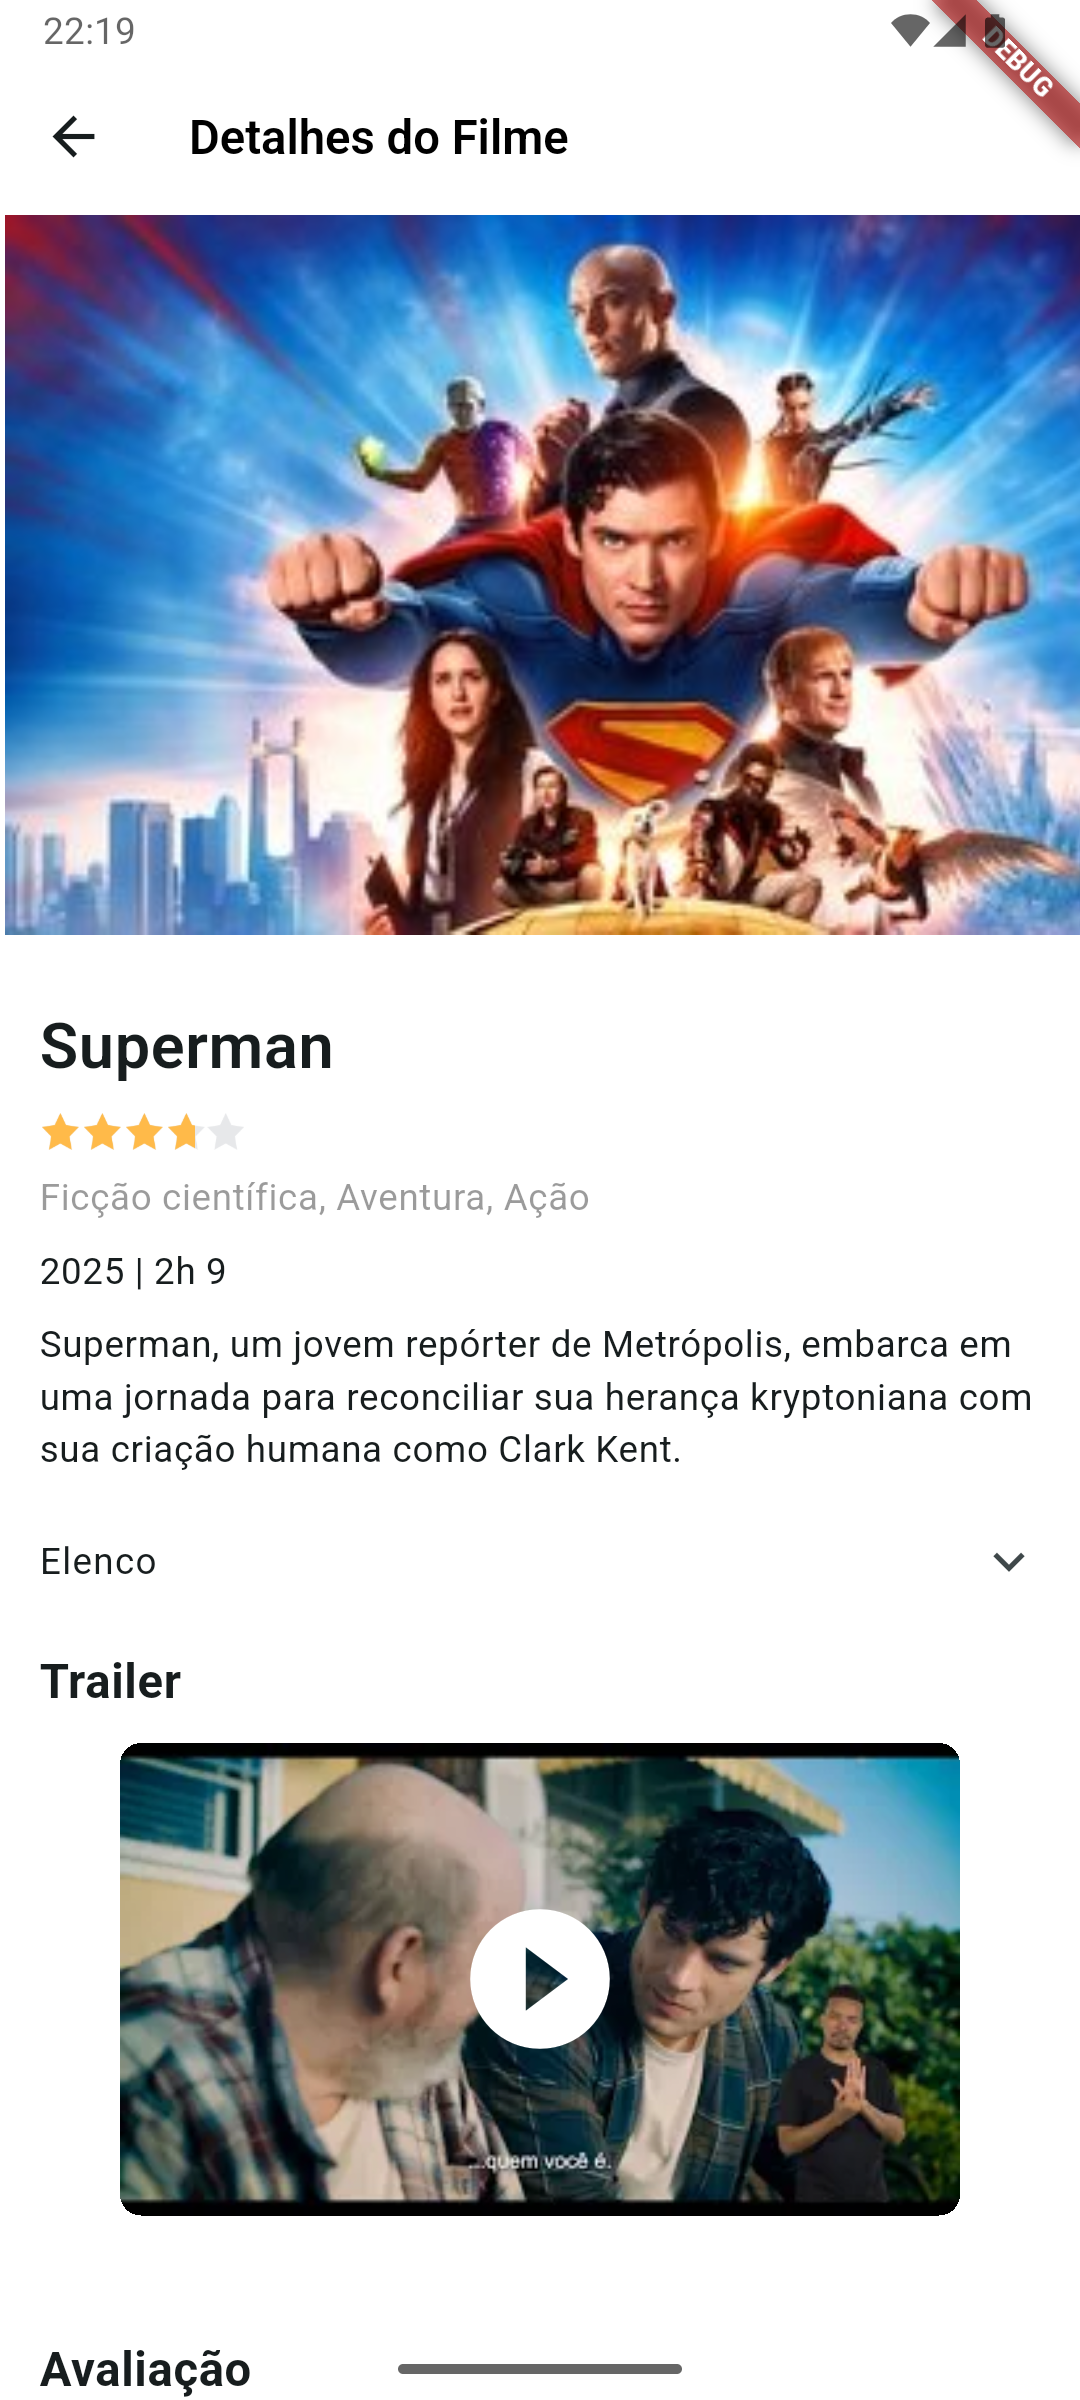 22:19
DEBUG
Detalhes do Filme
Superman
Ficção científica, Aventura, Ação
2025 | 2h 9
Superman, um jovem repórter de Metrópolis, embarca em
uma jornada para reconciliar sua herança kryptoniana com
sua criação humana como Clark Kent.
Elenco
Trailer
...quem você é.
Avaliação